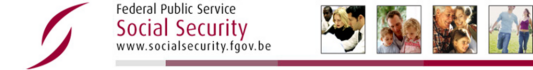 Federal Public Service
Social Security
www.socialsecurity.fgov.be